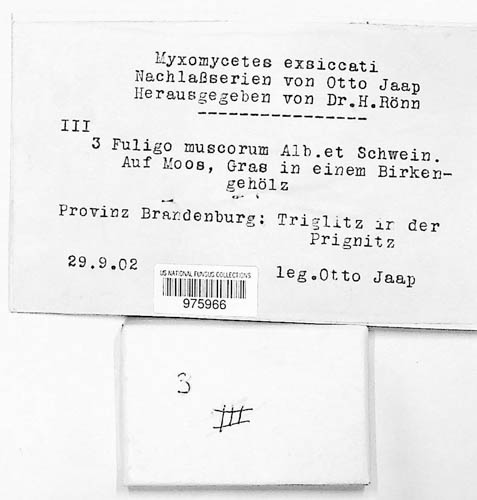 Myxomycetes exsiccati
Nachlaßserien von Otto Jaap
Herausgegeben von Dr.H.Rönn
----------------
III
3 Fuligo muscorum Alb.et Schwein.
Auf Moos, Gras in einem Birken-
gehölz
Provinz Brandenburg: Triglitz in der
Prignitz
29.9.02
leg.Otto Jaap
US NATIONAL FUNGUS COLLECTIONS
975966
3
III